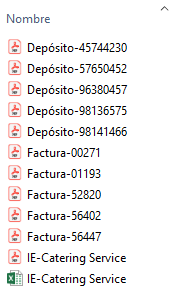 Nombre
Depósito-45744230
Depósito-57650452
Depósito-96380457
Depósito-98136575
Depósito-98141466
Factura-00271
Factura-01193
Factura-52820
Factura-56402
Factura-56447
IE-Catering Service
IE-Catering Service